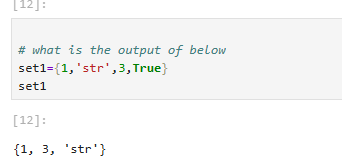 [12]:
# what is the output of below
set1={1,'str',3,True}
set1
[12]:
{1, 3, 'str'}